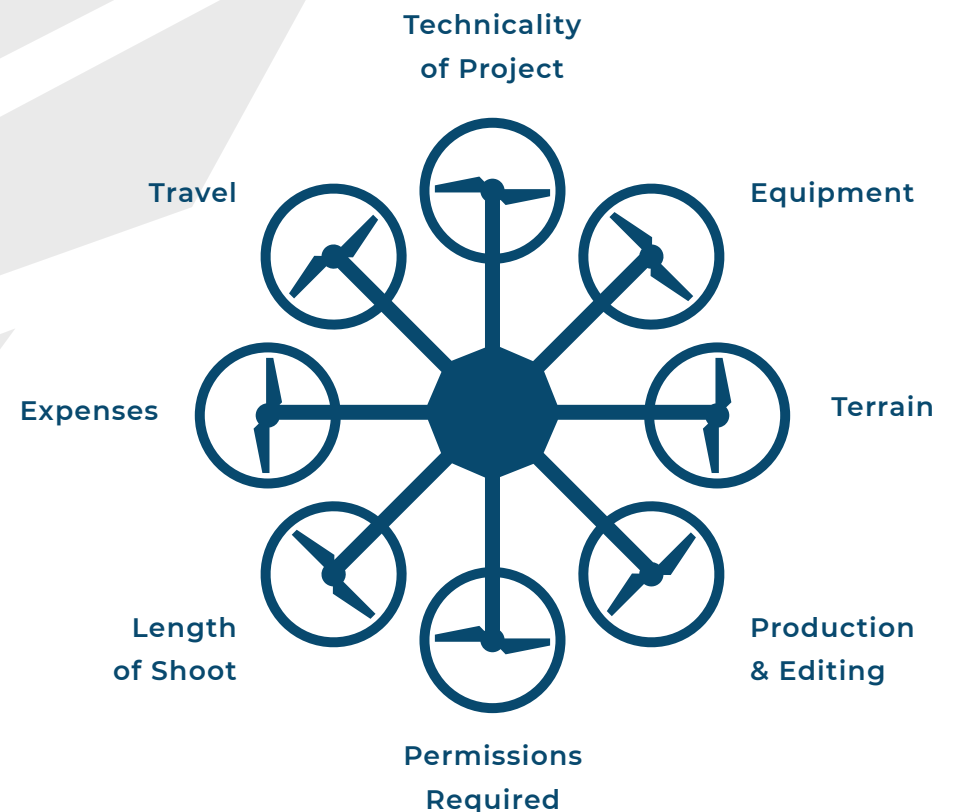 Technicality
of Project
Travel
Equipment
Expenses
Terrain
Length
of Shoot
Production
& Editing
Permissions
Required